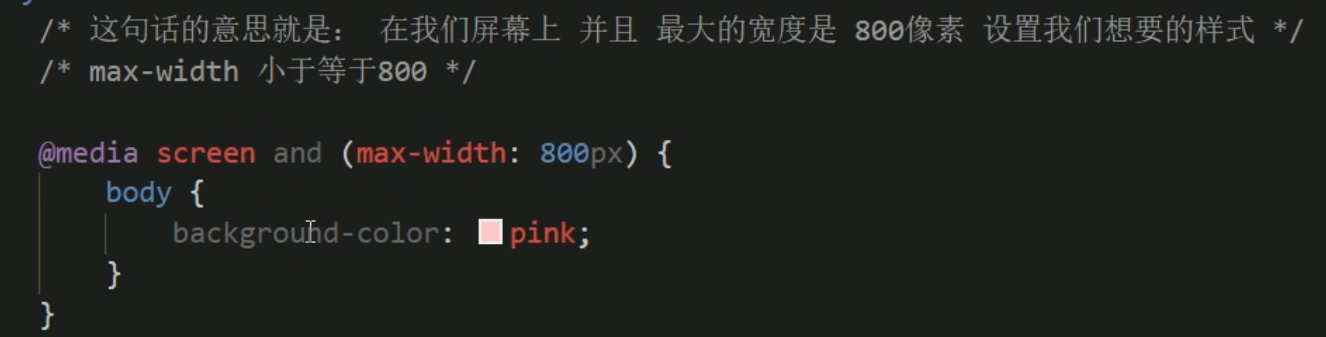 /* 这句话的意思就是： 在我们屏幕上 并且 最大的宽度是 800像素 设置我们想要的样式 */
/* max-width 小于等于800 */
@media screen and (max-width: 800px) {
body {
background-color: pink;
}
}